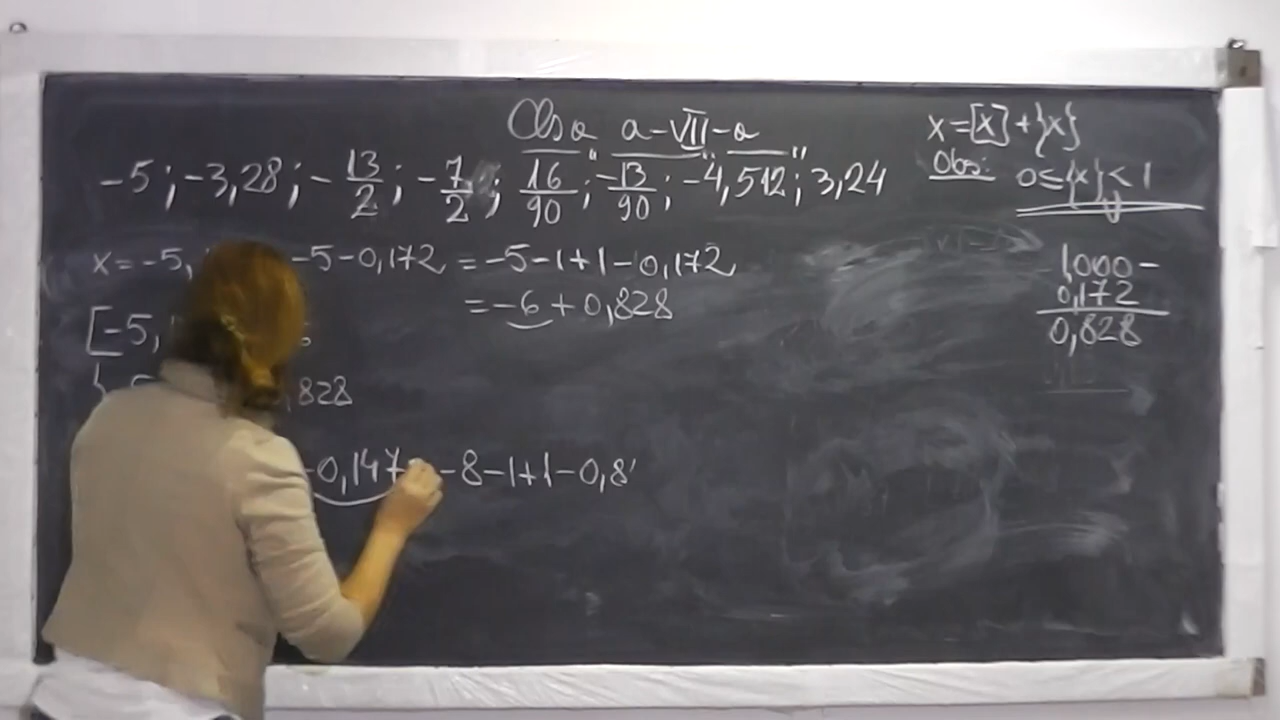 Clsa a-VII-a
x=[x]+{x}
Obs: 0≤{x}<1
-5; -3,28; -13/2; -7/2; 16/90; -13/90; -4,512; 3,24
x=-5, -5-0,172 = -5-1+1-0,172
= -6+0,828
[-5,
,828
-0,147 -8-1+1-0,8
1,000-
0,172
0,828